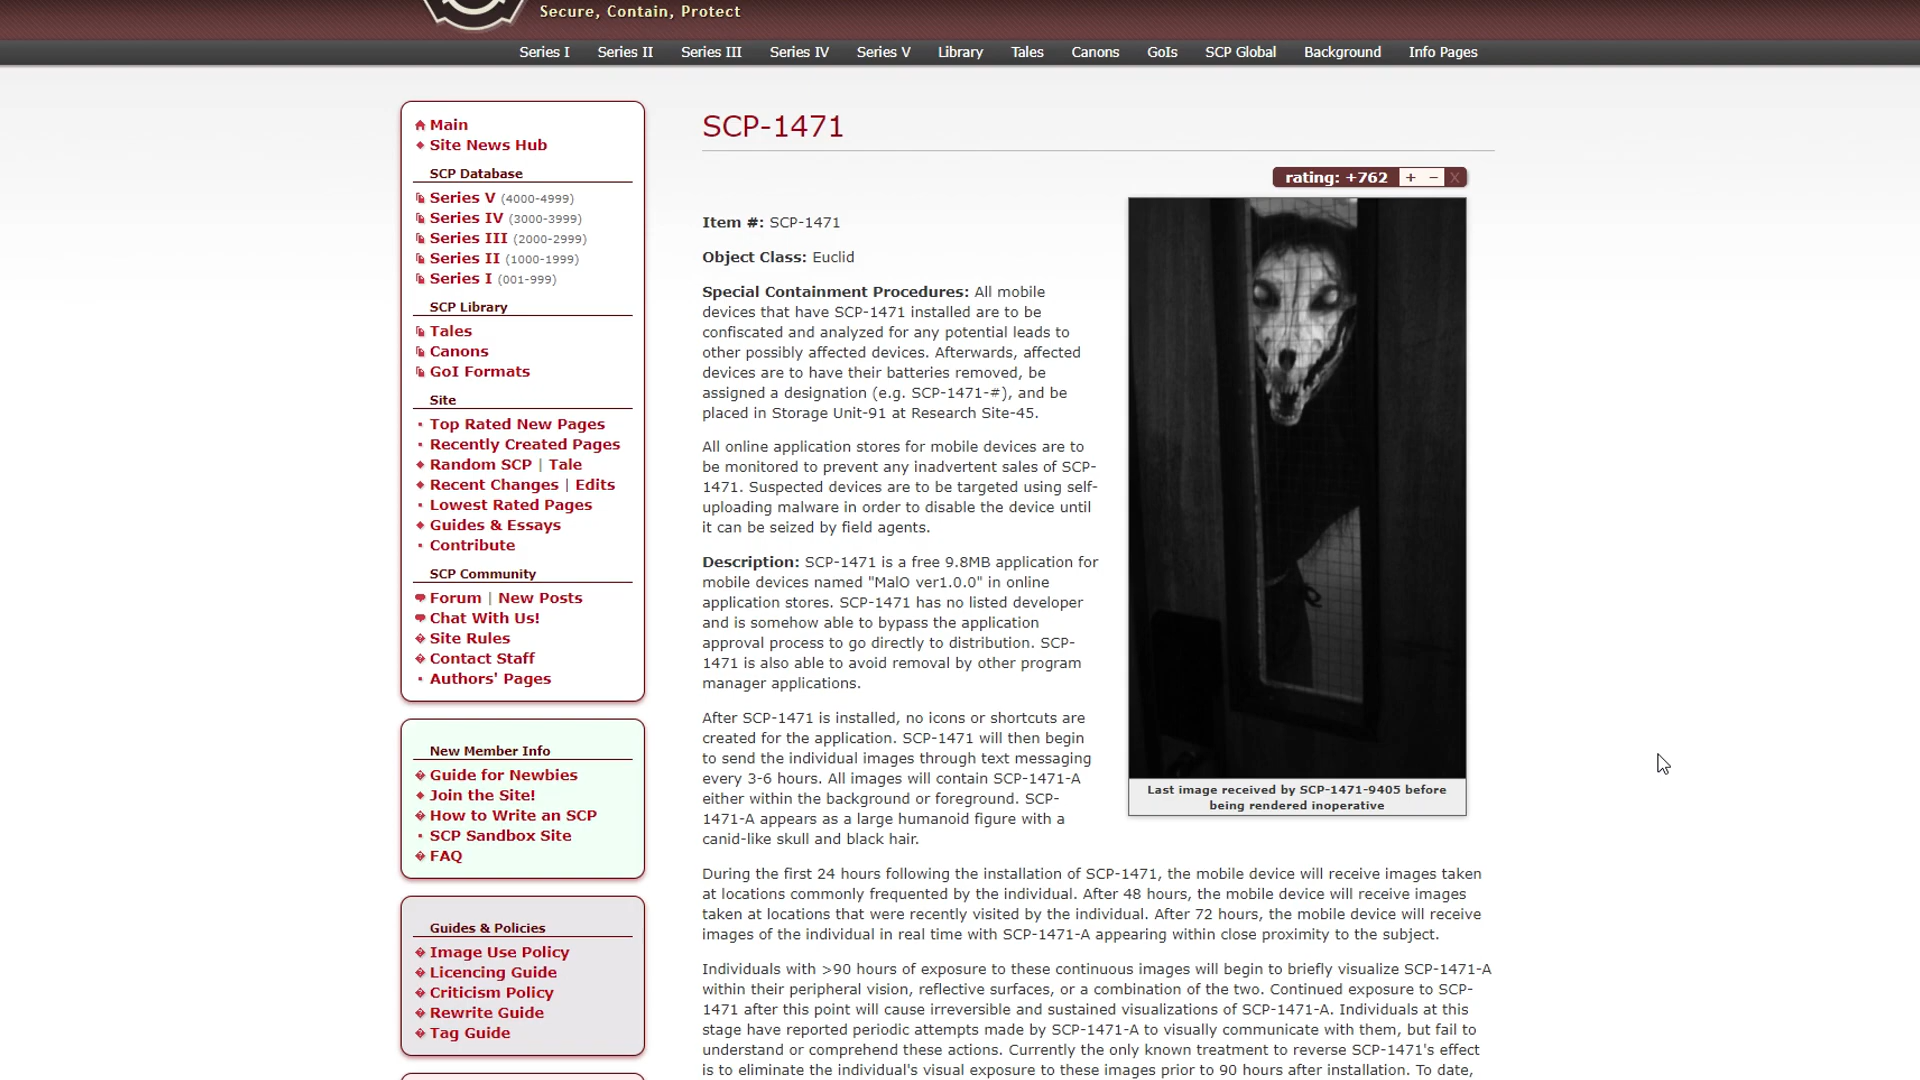 Secure, Contain, Protect
Series I Series II Series III Series IV Series V Library Tales Canons GoIs SCP Global Background Info Pages
Main
Site News Hub
SCP Database
Series V (4000-4999)
Series IV (3000-3999)
Series III (2000-2999)
Series II (1000-1999)
Series I (001-999)
SCP Library
Tales
Canons
GoI Formats
Site
Top Rated New Pages
Recently Created Pages
Random SCP | Tale
Recent Changes | Edits
Lowest Rated Pages
Guides & Essays
Contribute
SCP Community
Forum | New Posts
Chat With Us!
Site Rules
Contact Staff
Authors' Pages
New Member Info
Guide for Newbies
Join the Site!
How to Write an SCP
SCP Sandbox Site
FAQ
Guides & Policies
Image Use Policy
Licencing Guide
Criticism Policy
Rewrite Guide
Tag Guide
SCP-1471
rating: +762 + – X
Item #: SCP-1471
Object Class: Euclid
Special Containment Procedures: All mobile
devices that have SCP-1471 installed are to be
confiscated and analyzed for any potential leads to
other possibly affected devices. Afterwards, affected
devices are to have their batteries removed, be
assigned a designation (e.g. SCP-1471-#), and be
placed in Storage Unit-91 at Research Site-45.
All online application stores for mobile devices are to
be monitored to prevent any inadvertent sales of SCP-
1471. Suspected devices are to be targeted using self-
uploading malware in order to disable the device until
it can be seized by field agents.
Description: SCP-1471 is a free 9.8MB application for
mobile devices named "MalO ver1.0.0" in online
application stores. SCP-1471 has no listed developer
and is somehow able to bypass the application
approval process to go directly to distribution. SCP-
1471 is also able to avoid removal by other program
manager applications.
After SCP-1471 is installed, no icons or shortcuts are
created for the application. SCP-1471 will then begin
to send the individual images through text messaging
every 3-6 hours. All images will contain SCP-1471-A
either within the background or foreground. SCP-
1471-A appears as a large humanoid figure with a
canid-like skull and black hair.
Last image received by SCP-1471-9405 before
being rendered inoperative
During the first 24 hours following the installation of SCP-1471, the mobile device will receive images taken
at locations commonly frequented by the individual. After 48 hours, the mobile device will receive images
taken at locations that were recently visited by the individual. After 72 hours, the mobile device will receive
images of the individual in real time with SCP-1471-A appearing within close proximity to the subject.
Individuals with >90 hours of exposure to these continuous images will begin to briefly visualize SCP-1471-A
within their peripheral vision, reflective surfaces, or a combination of the two. Continued exposure to SCP-
1471 after this point will cause irreversible and sustained visualizations of SCP-1471-A. Individuals at this
stage have reported periodic attempts made by SCP-1471-A to visually communicate with them, but fail to
understand or comprehend these actions. Currently the only known treatment to reverse SCP-1471's effect
is to eliminate the individual's visual exposure to these images prior to 90 hours after installation. To date,